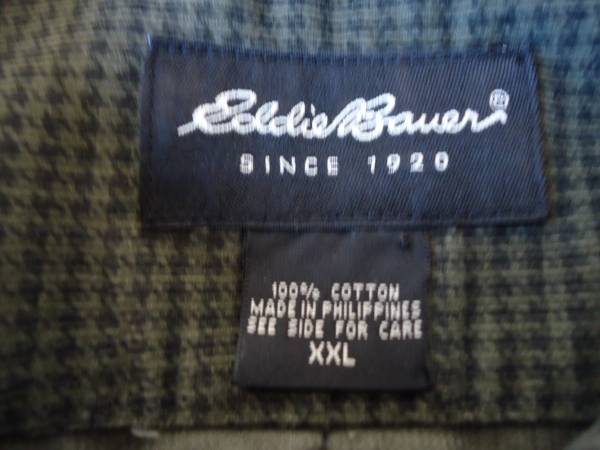 Eddie Bauer®
SINCE 1920
100% COTTON
MADE IN PHILIPPINES
SEE SIDE FOR CARE
XXL